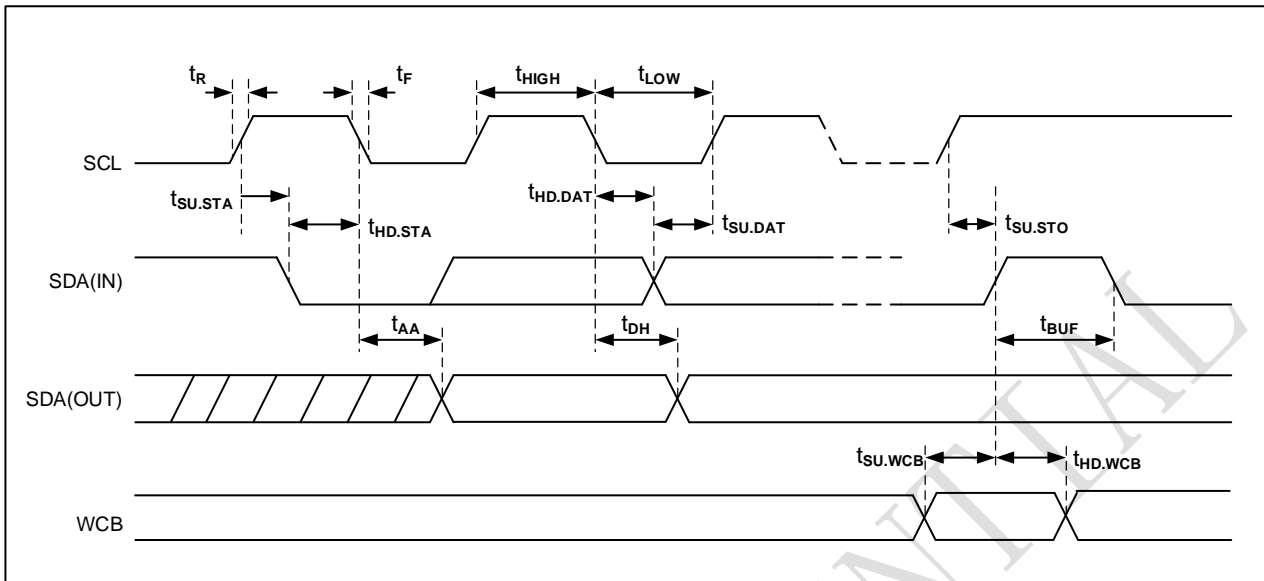 tR tF tHIGH tLOW
SCL
tSU.STA tHD.STA tHD.DAT tSU.DAT tSU.STO
SDA(IN)
tAA tDH tBUF
SDA(OUT)
tSU.WCB tHD.WCB
WCB
NTIAL